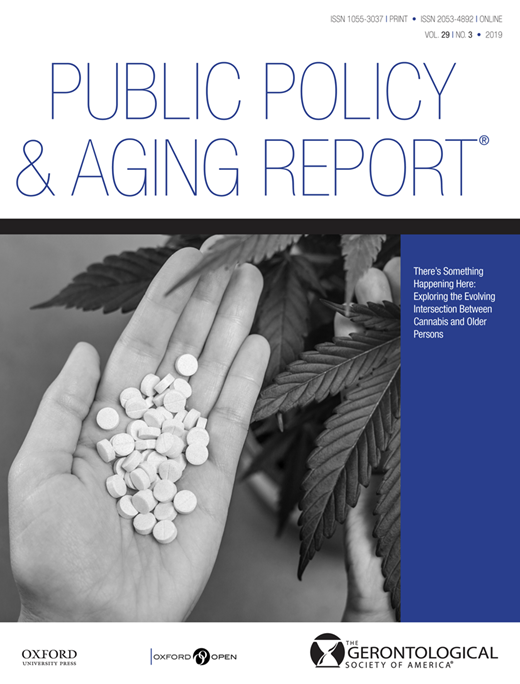 ISSN 1055-3037 | PRINT • ISSN 2053-4892 | ONLINE
VOL. 29 | NO. 3 • 2019
PUBLIC POLICY
& AGING REPORT®
There's Something
Happening Here:
Exploring the Evolving
Intersection Between
Cannabis and Older
Persons
OXFORD
UNIVERSITY PRESS
OXFORD OPEN
THE
GERONTOLOGICAL
SOCIETY OF AMERICA®